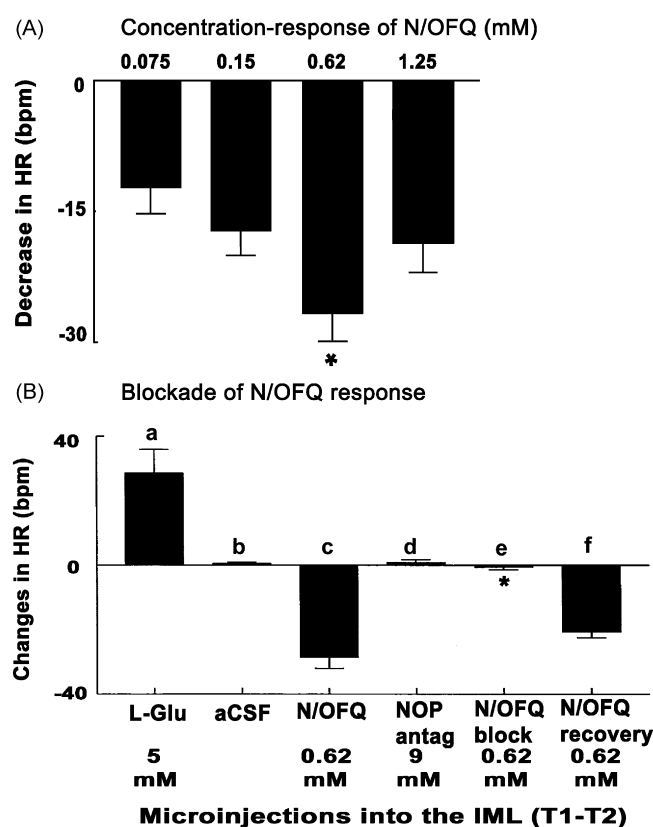 (A) Concentration-response of N/OFQ (mM)
0.075 0.15 0.62 1.25
0
-15
-30
Decrease in HR (bpm)
*
(B) Blockade of N/OFQ response
40
0
-40
Changes in HR (bpm)
a b c d e f
*
L-Glu aCSF N/OFQ NOP N/OFQ N/OFQ
antag block recovery
5 0.62 9 0.62 0.62
mM mM mM mM mM
Microinjections into the IML (T1-T2)